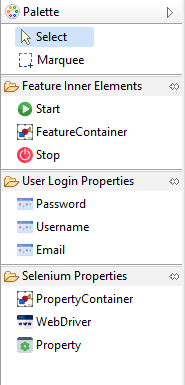 Palette
Select
Marquee
Feature Inner Elements
Start
FeatureContainer
Stop
User Login Properties
Password
Username
Email
Selenium Properties
PropertyContainer
WebDriver
Property